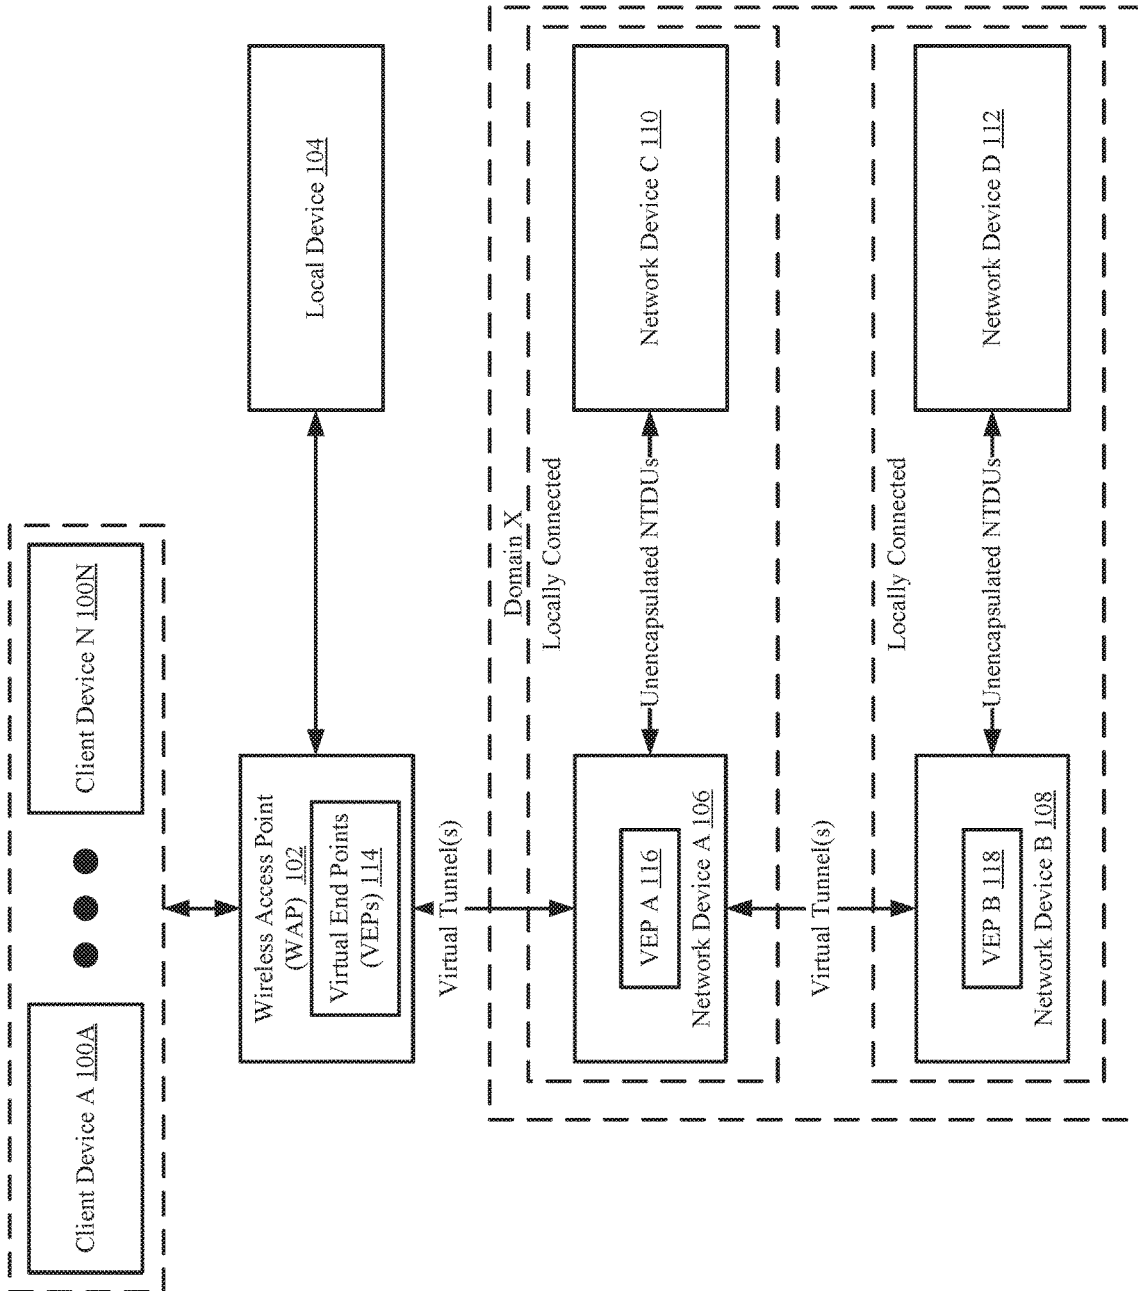 Client Device A 100A
Client Device N 100N
Wireless Access Point
(WAP) 102
Virtual End Points
(VEPs) 114
Local Device 104
Virtual Tunnel(s)
Domain X
Locally Connected
VEP A 116
Network Device A 106
Unencapsulated NTDUs
Network Device C 110
Virtual Tunnel(s)
Locally Connected
VEP B 118
Network Device B 108
Unencapsulated NTDUs
Network Device D 112